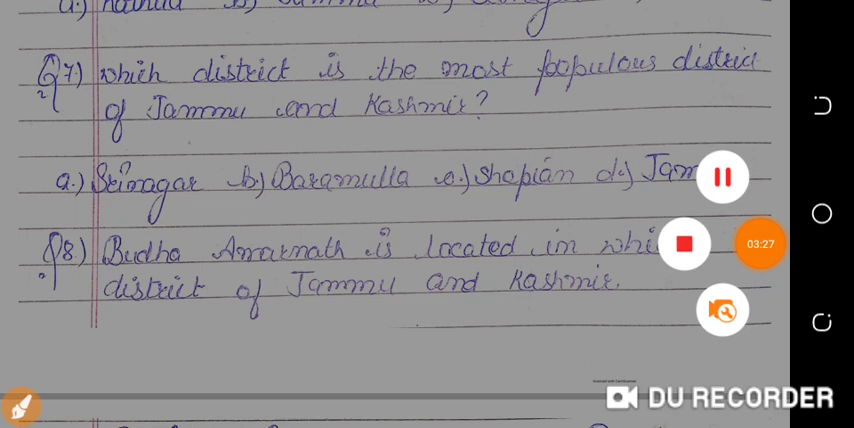 Q7) which district is the most populous district
of Jammu and Kashmir?
a.) Srinagar b.) Baramulla c.) Shopian d.) Jam
Q8.) Budha Amarnath is located in whi
district of Jammu and Kashmir.
03:27
DU RECORDER